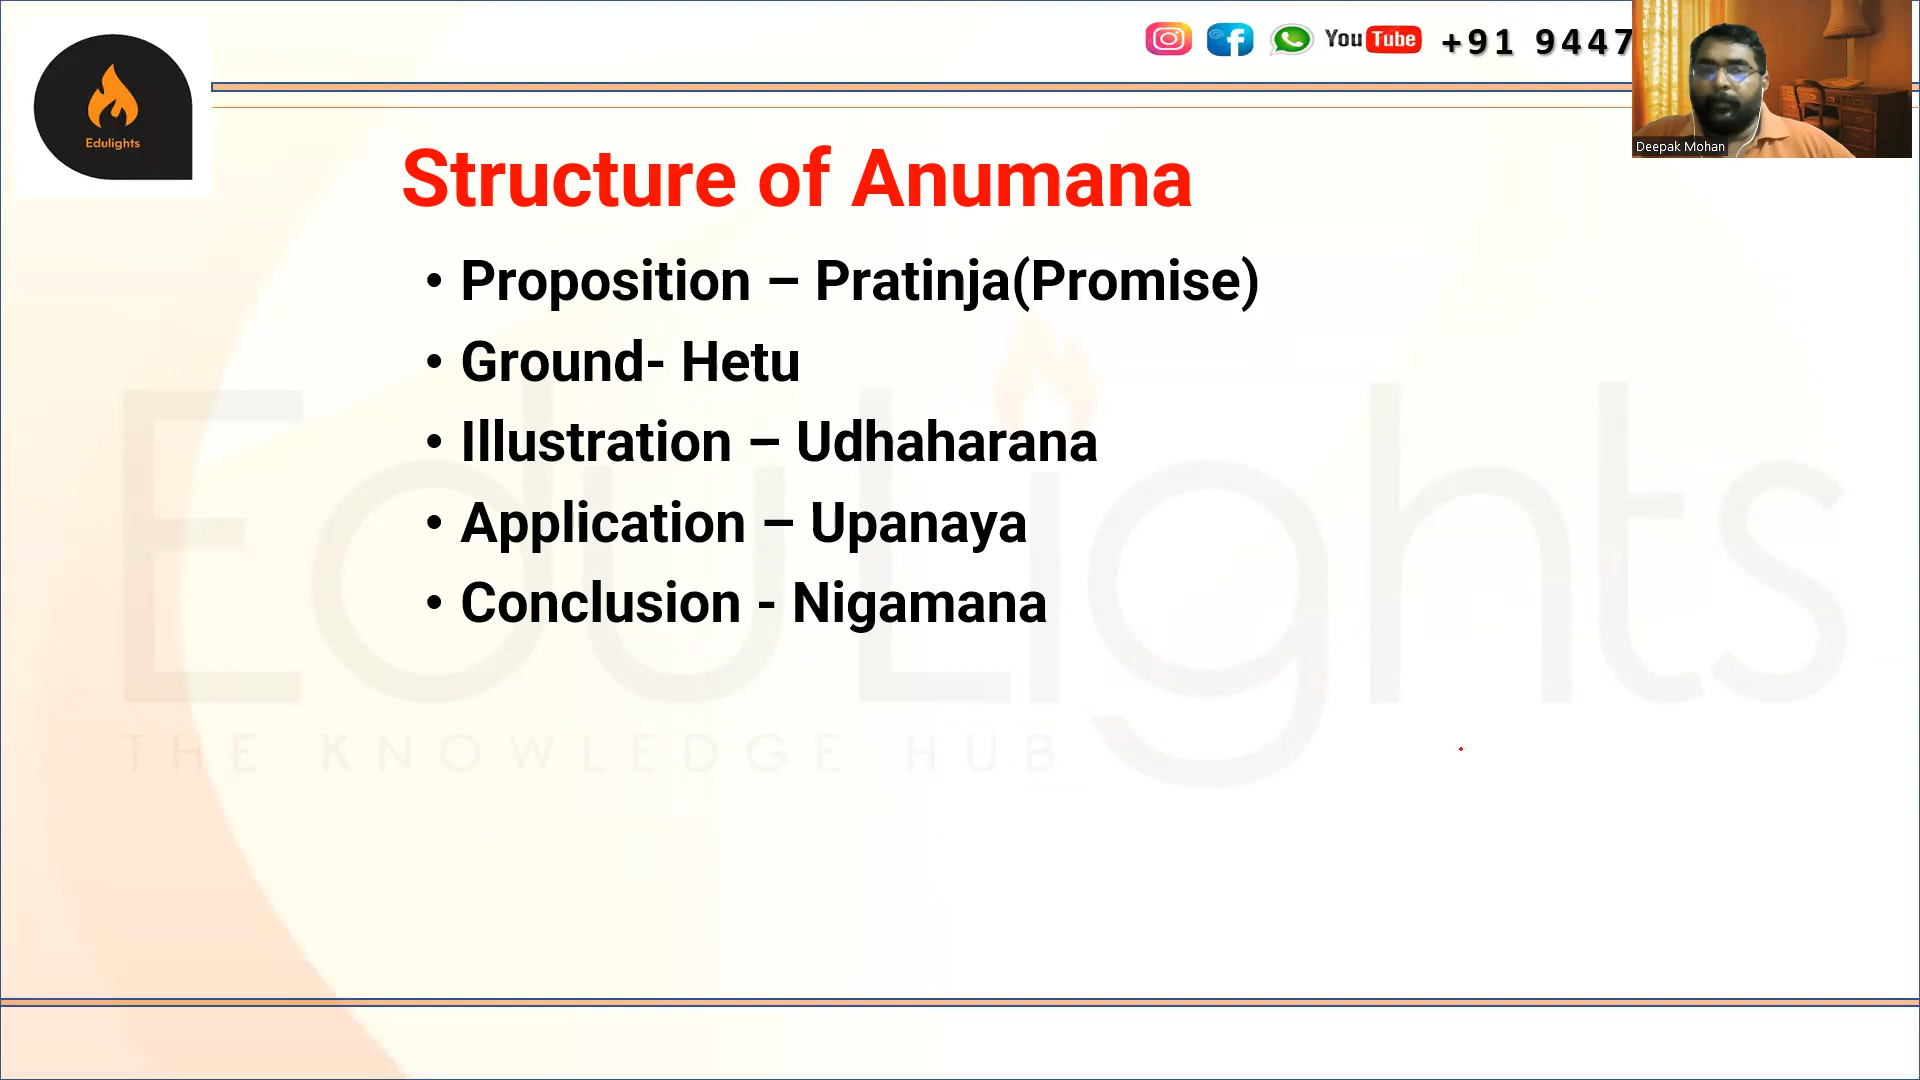 You Tube +91 9447
Edulights
Deepak Mohan
Structure of Anumana
• Proposition – Pratinja(Promise)
• Ground- Hetu
• Illustration – Udhaharana
• Application – Upanaya
• Conclusion - Nigamana
EduLights
THE KNOWLEDGE HUB